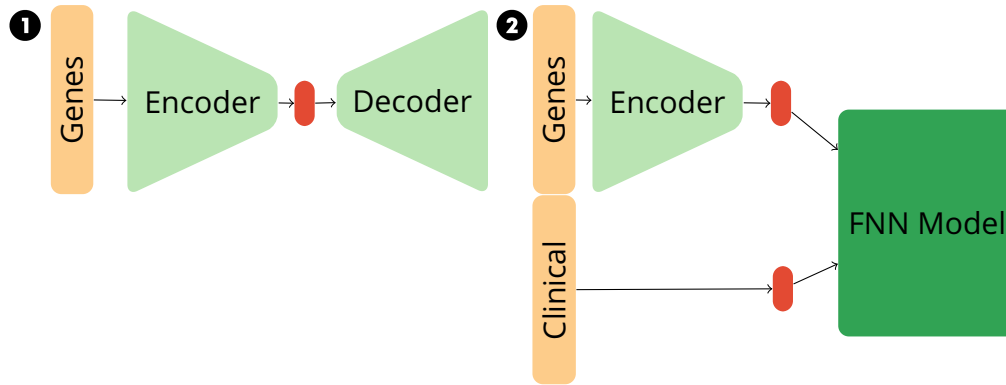 1
Genes
Encoder
Decoder
2
Genes
Encoder
Clinical
FNN Model